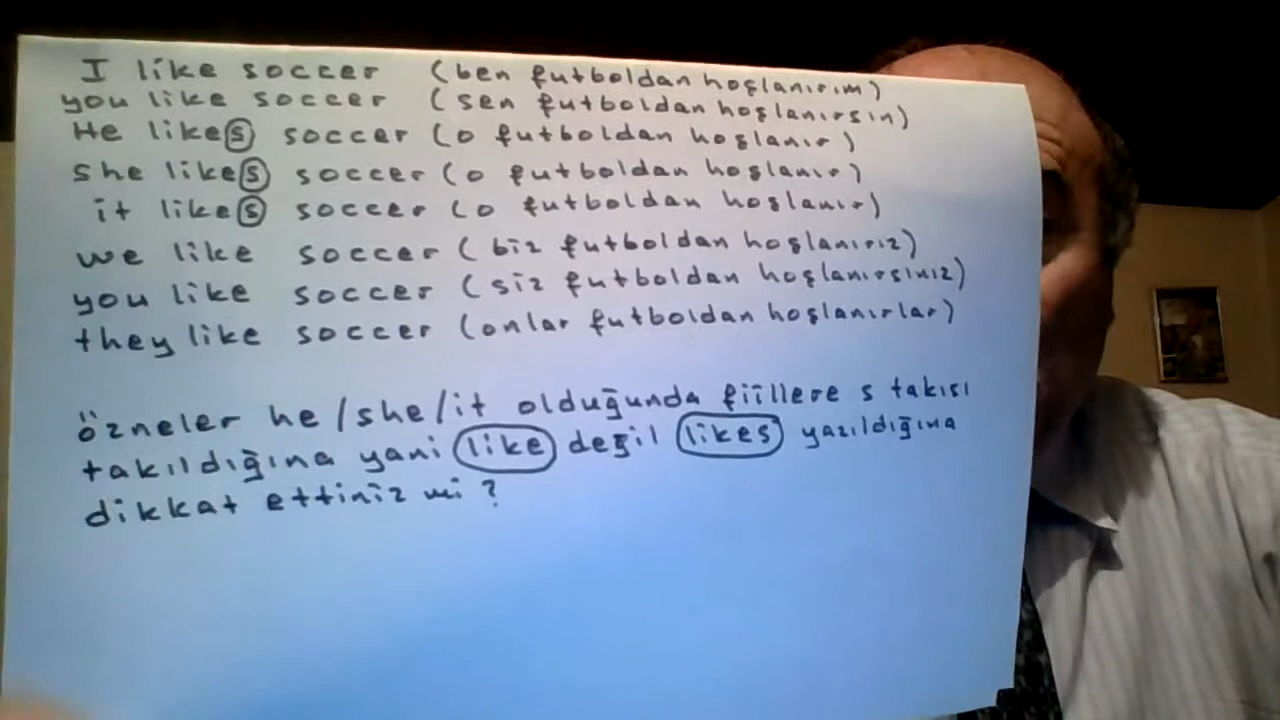 I like soccer (ben futboldan hoşlanırım)
you like soccer (sen futboldan hoşlanırsın)
He likes soccer (o futboldan hoşlanır)
she likes soccer (o futboldan hoşlanır)
it likes soccer (o futboldan hoşlanır)
we like soccer (biz futboldan hoşlanırız)
you like soccer (siz futboldan hoşlanırsınız)
they like soccer (onlar futboldan hoşlanırlar)
özneler he/she/it olduğunda fiillere s takısı
takıldığına yani like değil likes yazıldığına
dikkat ettiniz mi?